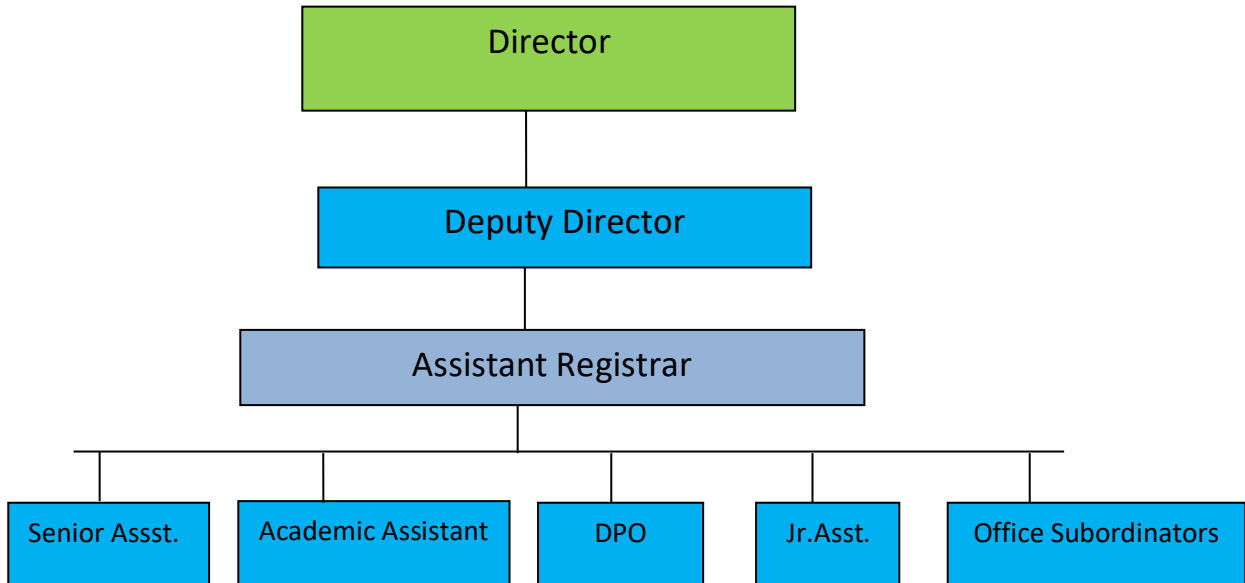 Director
Deputy Director
Assistant Registrar
Senior Assst.
Academic Assistant
DPO
Jr.Asst.
Office Subordinators